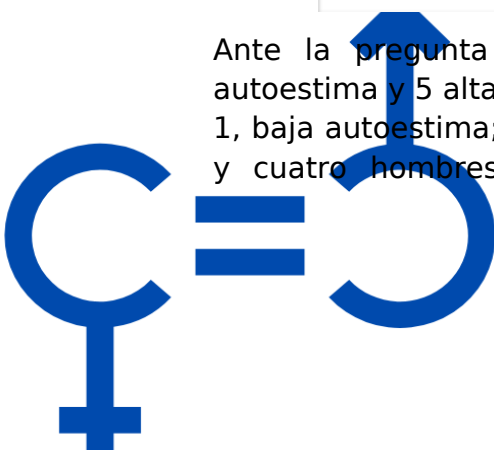 Ante la pregunta
autoestima y 5 alta
1, baja autoestima;
y cuatro hombres